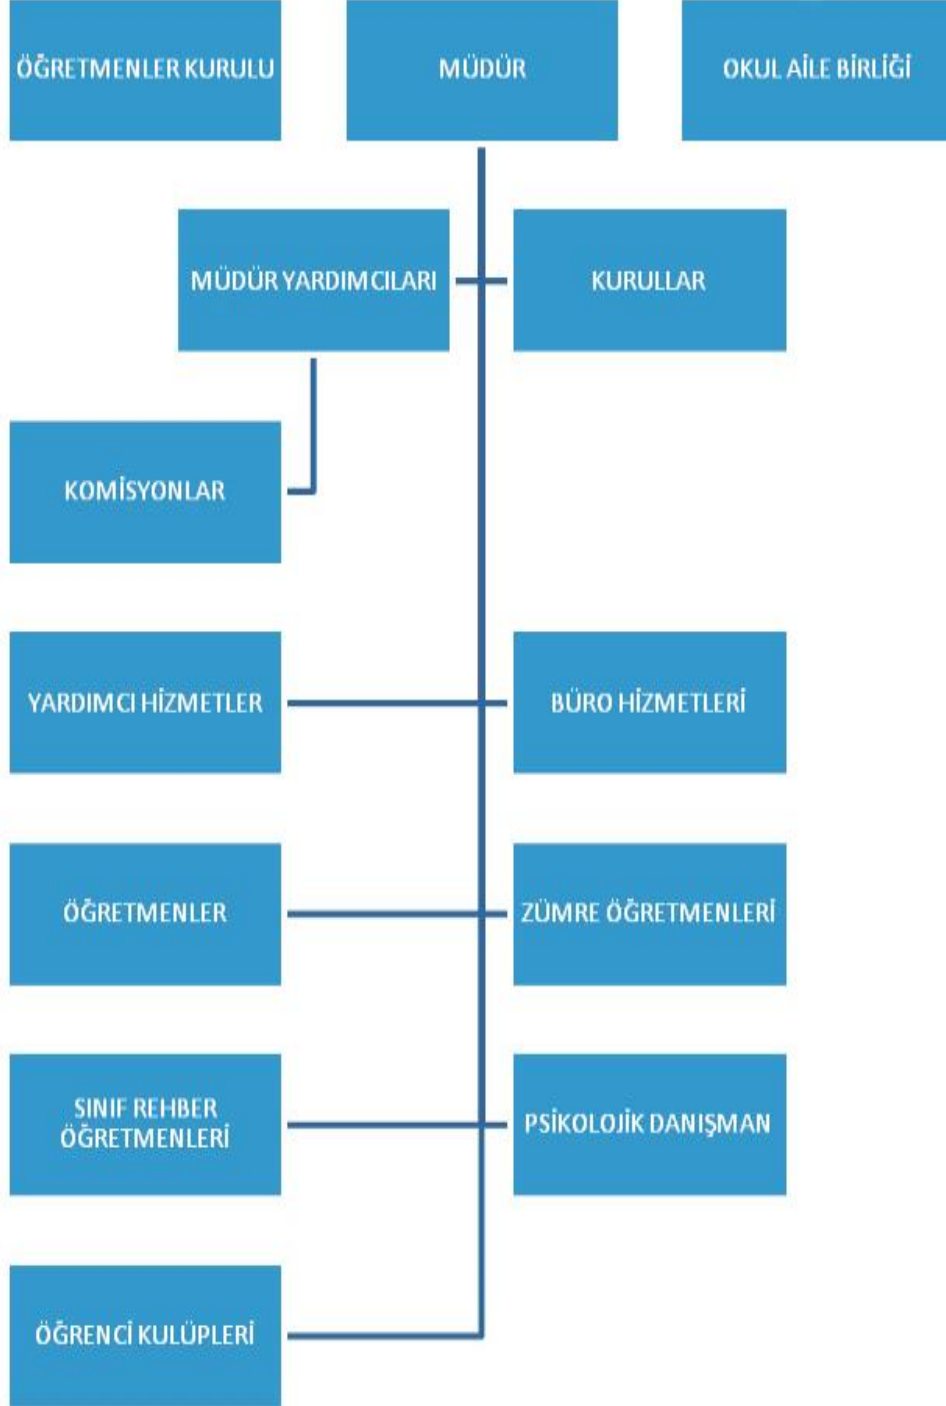 ÖĞRETMENLER KURULU
MÜDÜR
OKUL AİLE BİRLİĞİ
MÜDÜR YARDIMCILARI
KURULLAR
KOMİSYONLAR
YARDIMCI HİZMETLER
BÜRO HİZMETLERİ
ÖĞRETMENLER
ZÜMRE ÖĞRETMENLERİ
SINIF REHBER
ÖĞRETMENLERİ
PSİKOLOJİK DANIŞMAN
ÖĞRENCİ KULÜPLERİ